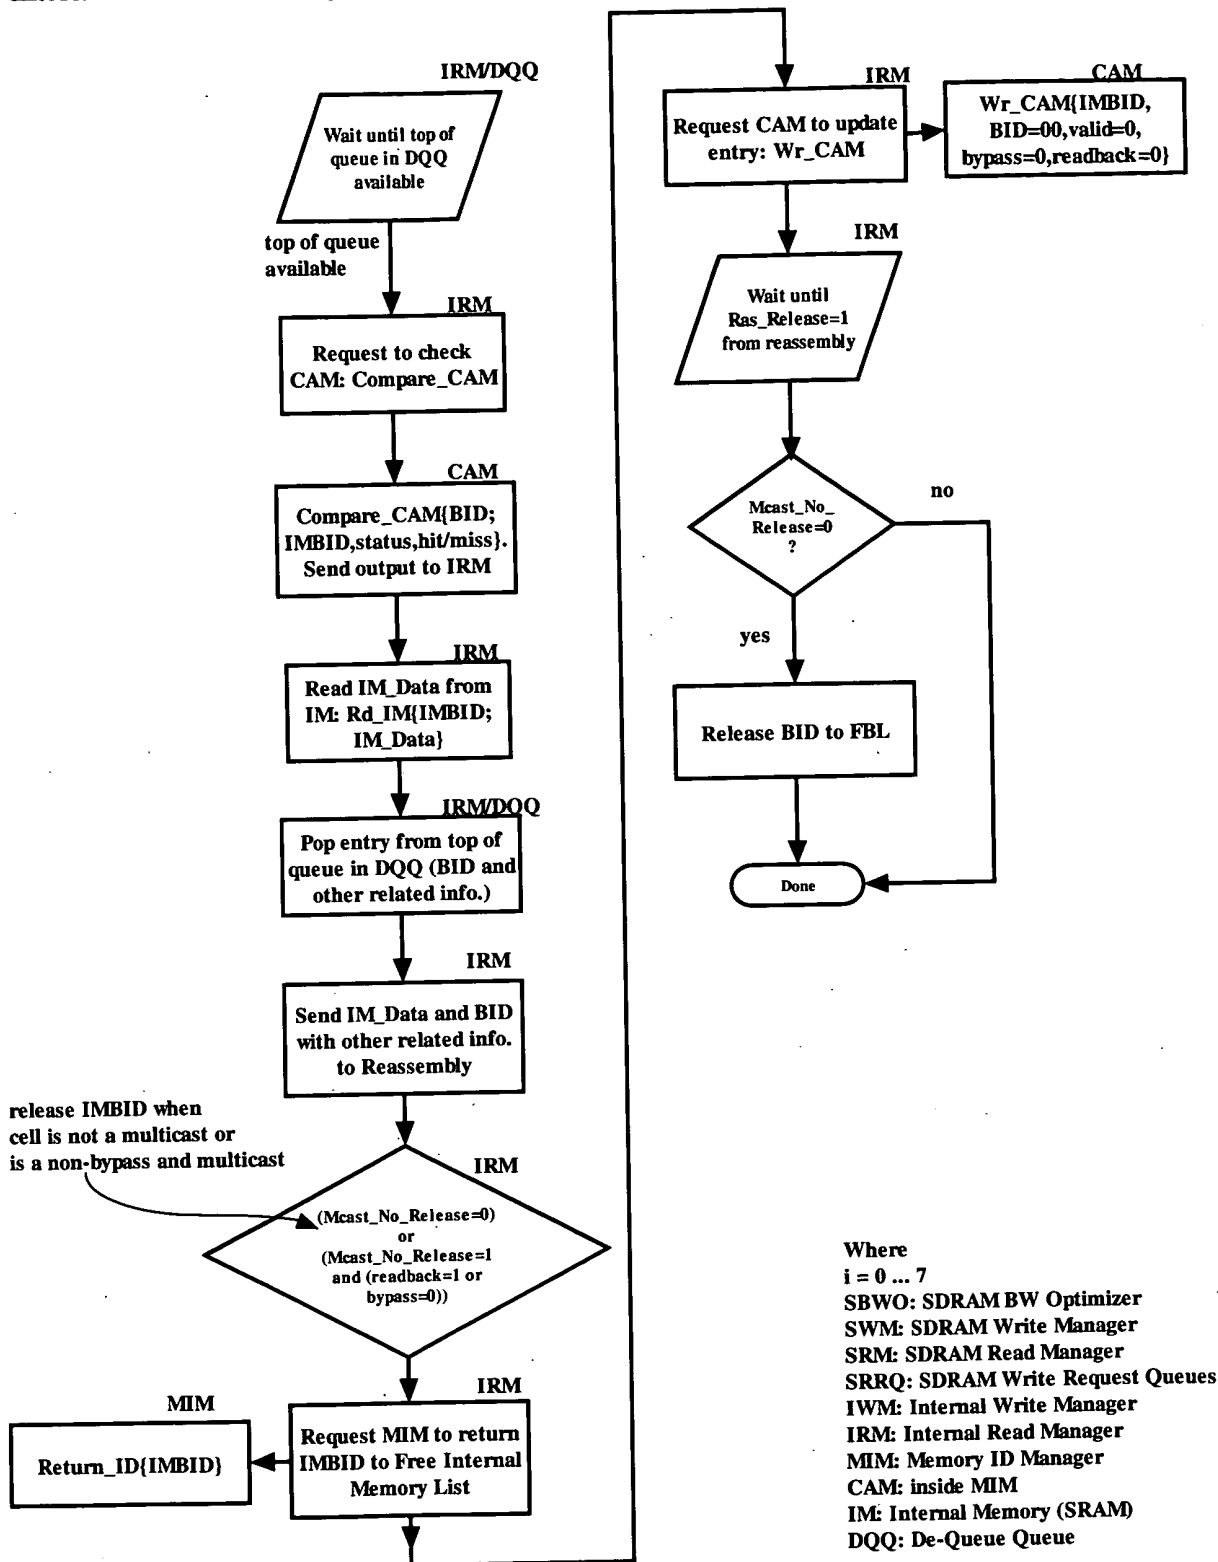 IRM/DQQ
Wait until top of
queue in DQQ
available
top of queue
available
IRM
Request to check
CAM: Compare_CAM
CAM
Compare_CAM{BID;
IMBID,status,hit/miss}.
Send output to IRM
IRM
Read IM_Data from
IM: Rd_IM{IMBID;
IM_Data}
IRM/DQQ
Pop entry from top of
queue in DQQ (BID and
other related info.)
IRM
Send IM_Data and BID
with other related info.
to Reassembly
release IMBID when
cell is not a multicast or
is a non-bypass and multicast
IRM
(Mcast_No_Release=0)
or
(Mcast_No_Release=1
and (readback=1 or
bypass=0))
IRM
Request MIM to return
IMBID to Free Internal
Memory List
MIM
Return_ID{IMBID}
IRM
Request CAM to update
entry: Wr_CAM
CAM
Wr_CAM{IMBID,
BID=00,valid=0,
bypass=0,readback=0}
IRM
Wait until
Ras_Release=1
from reassembly
Mcast_No_
Release=0
?
no
yes
Release BID to FBL
Done
Where
i = 0 ... 7
SBWO: SDRAM BW Optimizer
SWM: SDRAM Write Manager
SRM: SDRAM Read Manager
SRRQ: SDRAM Write Request Queues
IWM: Internal Write Manager
IRM: Internal Read Manager
MIM: Memory ID Manager
CAM: inside MIM
IM: Internal Memory (SRAM)
DQQ: De-Queue Queue